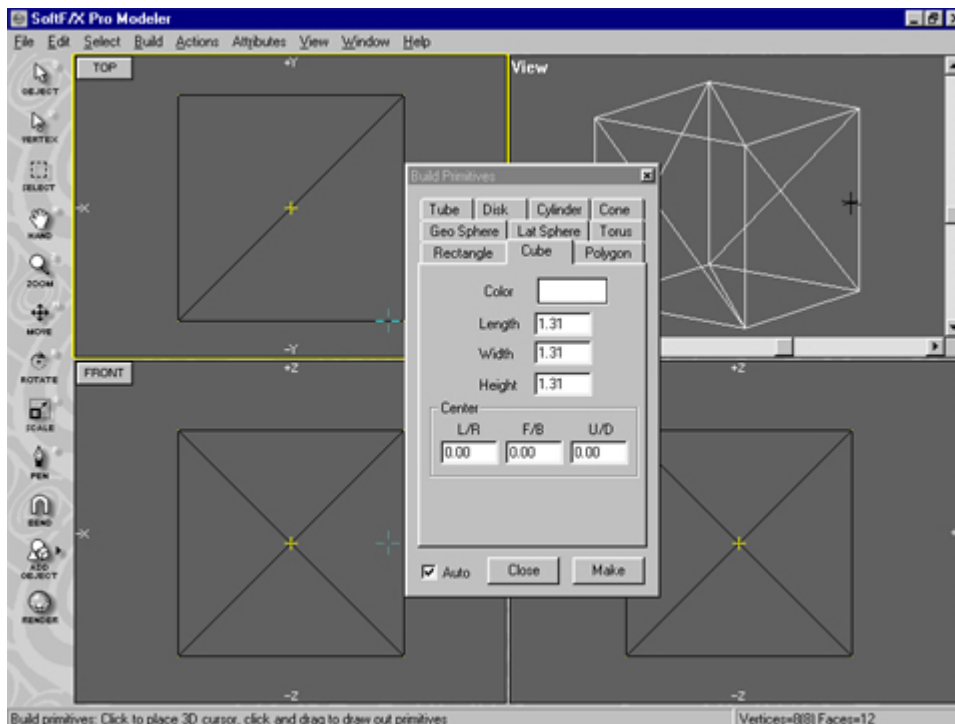 SoftF/X Pro Modeler
File Edit Select Build Actions Attributes View Window Help
TOP
+Y
-X
-Y
View
OBJECT
VERTEX
SELECT
HAND
ZOOM
MOVE
ROTATE
SCALE
PEN
BEND
ADD OBJECT
RENDER
Build Primitives
Tube Disk Cylinder Cone
Geo Sphere Lat Sphere Torus
Rectangle Cube Polygon
Color
Length 1.31
Width 1.31
Height 1.31
Center
L/R F/B U/D
0.00 0.00 0.00
Auto Close Make
FRONT
+Z
-X
-Z
+Z
-Z
Build primitives: Click to place 3D cursor, click and drag to draw out primitives
Vertices=8(8) Faces=12